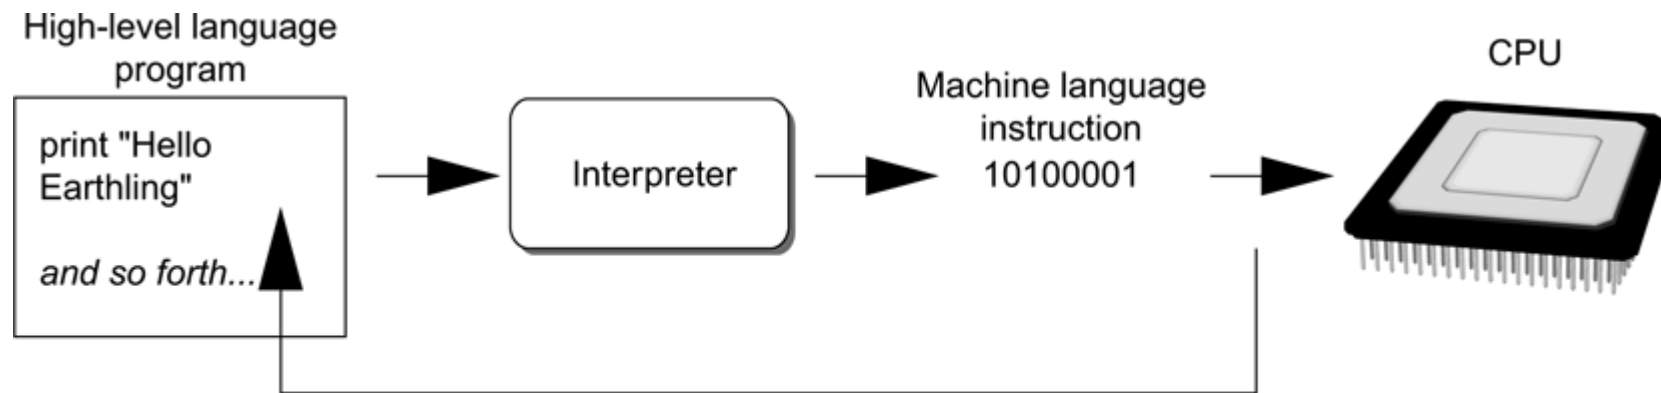 High-level language
program
print "Hello
Earthling"
and so forth...
Interpreter
Machine language
instruction
10100001
CPU